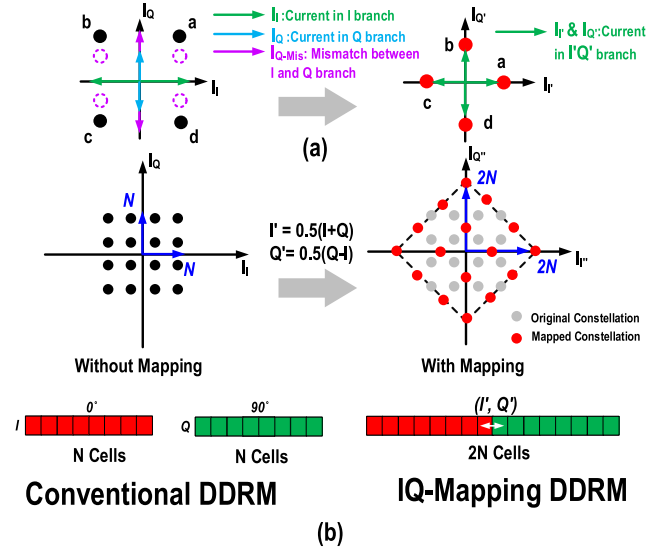 I_Q
b
a
c
d
I_I
I_I :Current in I branch
I_Q :Current in Q branch
I_Q-Mis: Mismatch between
I and Q branch
I_Q'
b
a
c
d
I_I'
I_I' & I_Q':Current
in I'Q' branch
(a)
I_Q
N
N
I_I
Without Mapping
I' = 0.5(I+Q)
Q'= 0.5(Q-I)
I_Q''
2N
2N
I_I''
Original Constellation
Mapped Constellation
With Mapping
0°
I
N Cells
90°
Q
N Cells
(I', Q')
2N Cells
Conventional DDRM
IQ-Mapping DDRM
(b)